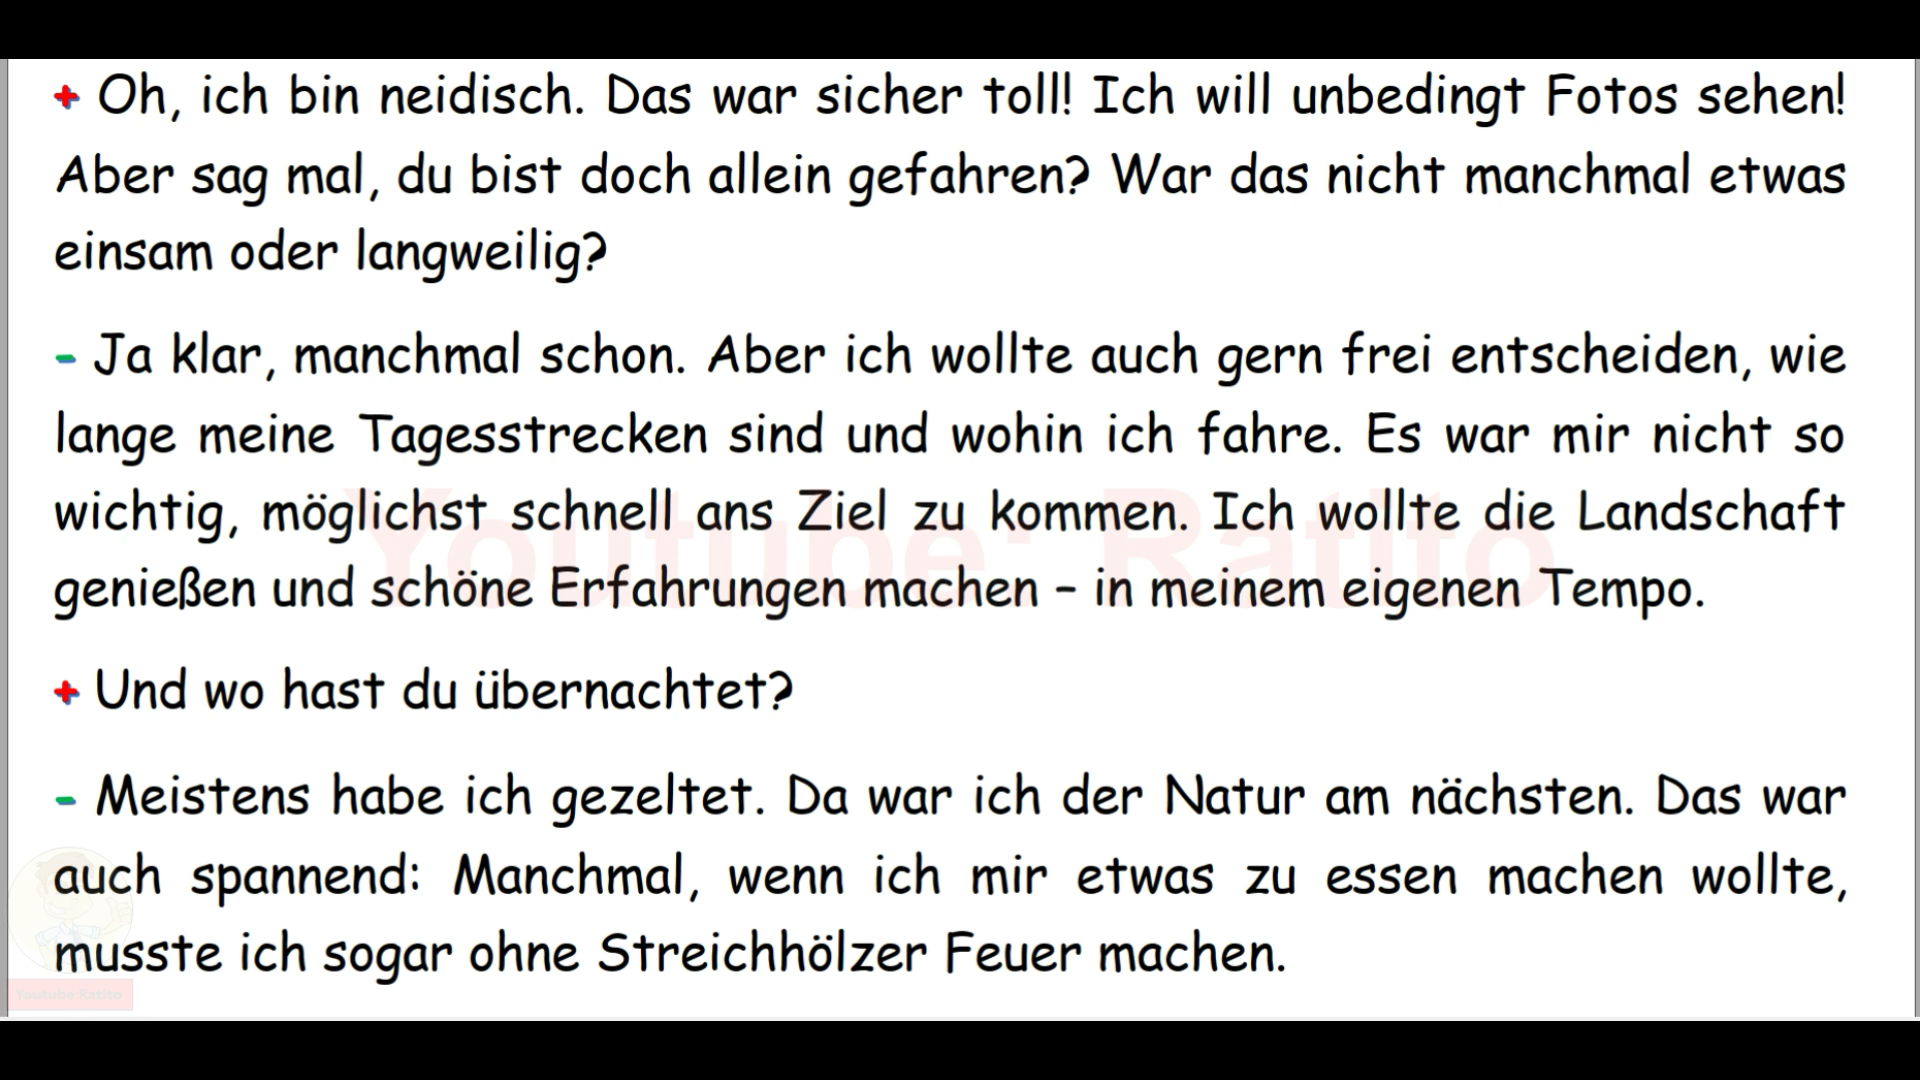 + Oh, ich bin neidisch. Das war sicher toll! Ich will unbedingt Fotos sehen!
Aber sag mal, du bist doch allein gefahren? War das nicht manchmal etwas
einsam oder langweilig?
- Ja klar, manchmal schon. Aber ich wollte auch gern frei entscheiden, wie
lange meine Tagesstrecken sind und wohin ich fahre. Es war mir nicht so
wichtig, möglichst schnell ans Ziel zu kommen. Ich wollte die Landschaft
genießen und schöne Erfahrungen machen – in meinem eigenen Tempo.
Youtube: Ratito
+ Und wo hast du übernachtet?
- Meistens habe ich gezeltet. Da war ich der Natur am nächsten. Das war
auch spannend: Manchmal, wenn ich mir etwas zu essen machen wollte,
musste ich sogar ohne Streichhölzer Feuer machen.
Youtube:Ratito